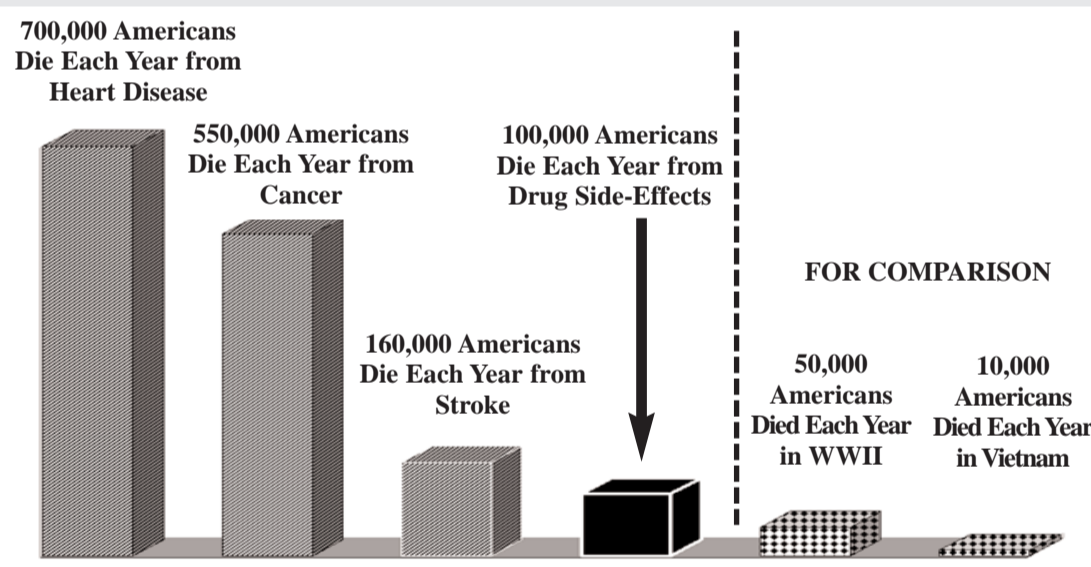 700,000 Americans
Die Each Year from
Heart Disease
550,000 Americans
Die Each Year from
Cancer
160,000 Americans
Die Each Year from
Stroke
100,000 Americans
Die Each Year from
Drug Side-Effects
FOR COMPARISON
50,000
Americans
Died Each Year
in WWII
10,000
Americans
Died Each Year
in Vietnam